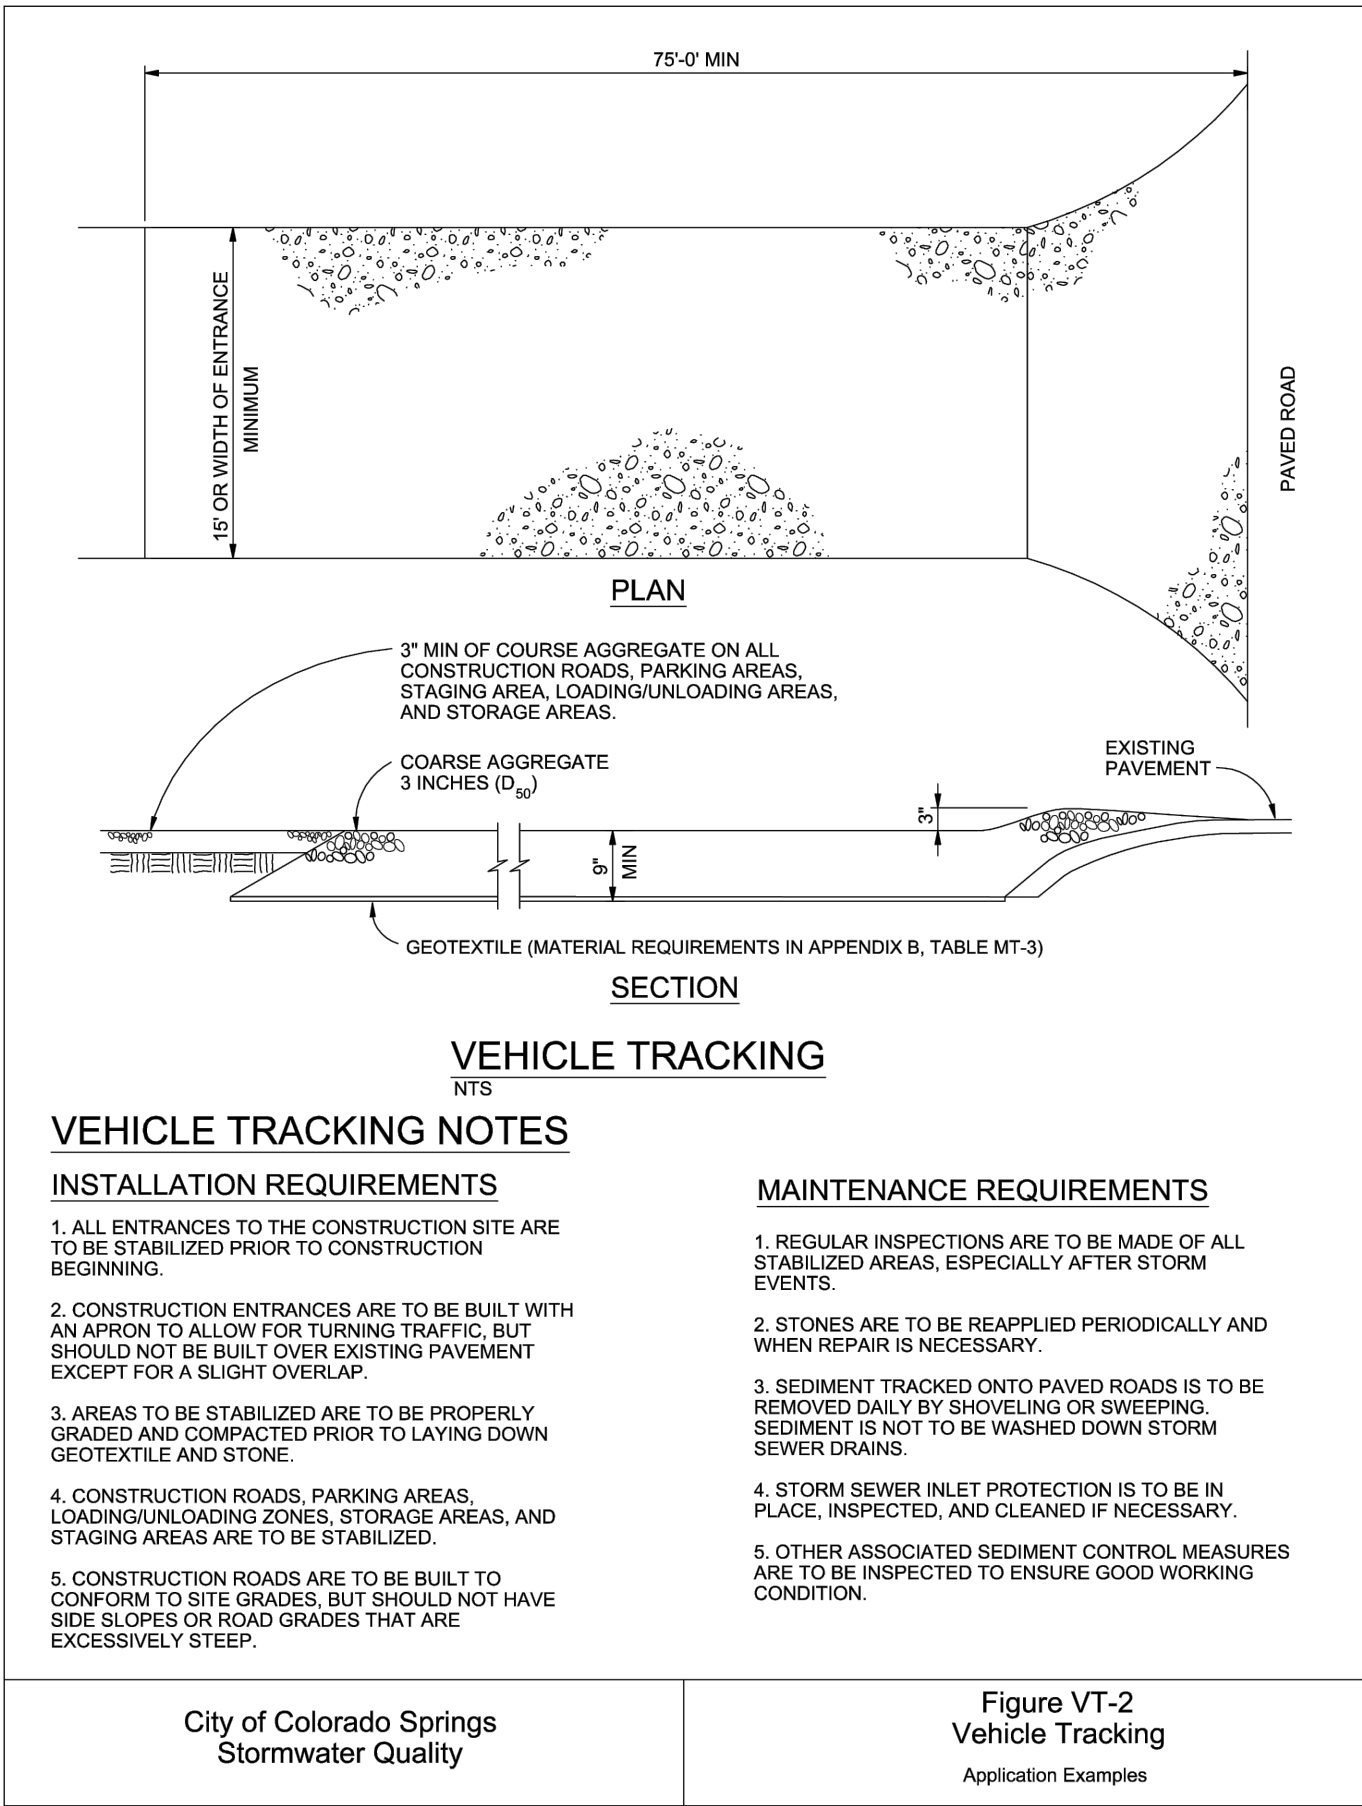 75'-0' MIN
15' OR WIDTH OF ENTRANCE
MINIMUM
PAVED ROAD
PLAN
3" MIN OF COURSE AGGREGATE ON ALL
CONSTRUCTION ROADS, PARKING AREAS,
STAGING AREA, LOADING/UNLOADING AREAS,
AND STORAGE AREAS.
COARSE AGGREGATE
3 INCHES (D50)
EXISTING
PAVEMENT
3"
9"
MIN
GEOTEXTILE (MATERIAL REQUIREMENTS IN APPENDIX B, TABLE MT-3)
SECTION
VEHICLE TRACKING
NTS
VEHICLE TRACKING NOTES
INSTALLATION REQUIREMENTS
1. ALL ENTRANCES TO THE CONSTRUCTION SITE ARE
TO BE STABILIZED PRIOR TO CONSTRUCTION
BEGINNING.
2. CONSTRUCTION ENTRANCES ARE TO BE BUILT WITH
AN APRON TO ALLOW FOR TURNING TRAFFIC, BUT
SHOULD NOT BE BUILT OVER EXISTING PAVEMENT
EXCEPT FOR A SLIGHT OVERLAP.
3. AREAS TO BE STABILIZED ARE TO BE PROPERLY
GRADED AND COMPACTED PRIOR TO LAYING DOWN
GEOTEXTILE AND STONE.
4. CONSTRUCTION ROADS, PARKING AREAS,
LOADING/UNLOADING ZONES, STORAGE AREAS, AND
STAGING AREAS ARE TO BE STABILIZED.
5. CONSTRUCTION ROADS ARE TO BE BUILT TO
CONFORM TO SITE GRADES, BUT SHOULD NOT HAVE
SIDE SLOPES OR ROAD GRADES THAT ARE
EXCESSIVELY STEEP.
MAINTENANCE REQUIREMENTS
1. REGULAR INSPECTIONS ARE TO BE MADE OF ALL
STABILIZED AREAS, ESPECIALLY AFTER STORM
EVENTS.
2. STONES ARE TO BE REAPPLIED PERIODICALLY AND
WHEN REPAIR IS NECESSARY.
3. SEDIMENT TRACKED ONTO PAVED ROADS IS TO BE
REMOVED DAILY BY SHOVELING OR SWEEPING.
SEDIMENT IS NOT TO BE WASHED DOWN STORM
SEWER DRAINS.
4. STORM SEWER INLET PROTECTION IS TO BE IN
PLACE, INSPECTED, AND CLEANED IF NECESSARY.
5. OTHER ASSOCIATED SEDIMENT CONTROL MEASURES
ARE TO BE INSPECTED TO ENSURE GOOD WORKING
CONDITION.
City of Colorado Springs
Stormwater Quality
Figure VT-2
Vehicle Tracking
Application Examples